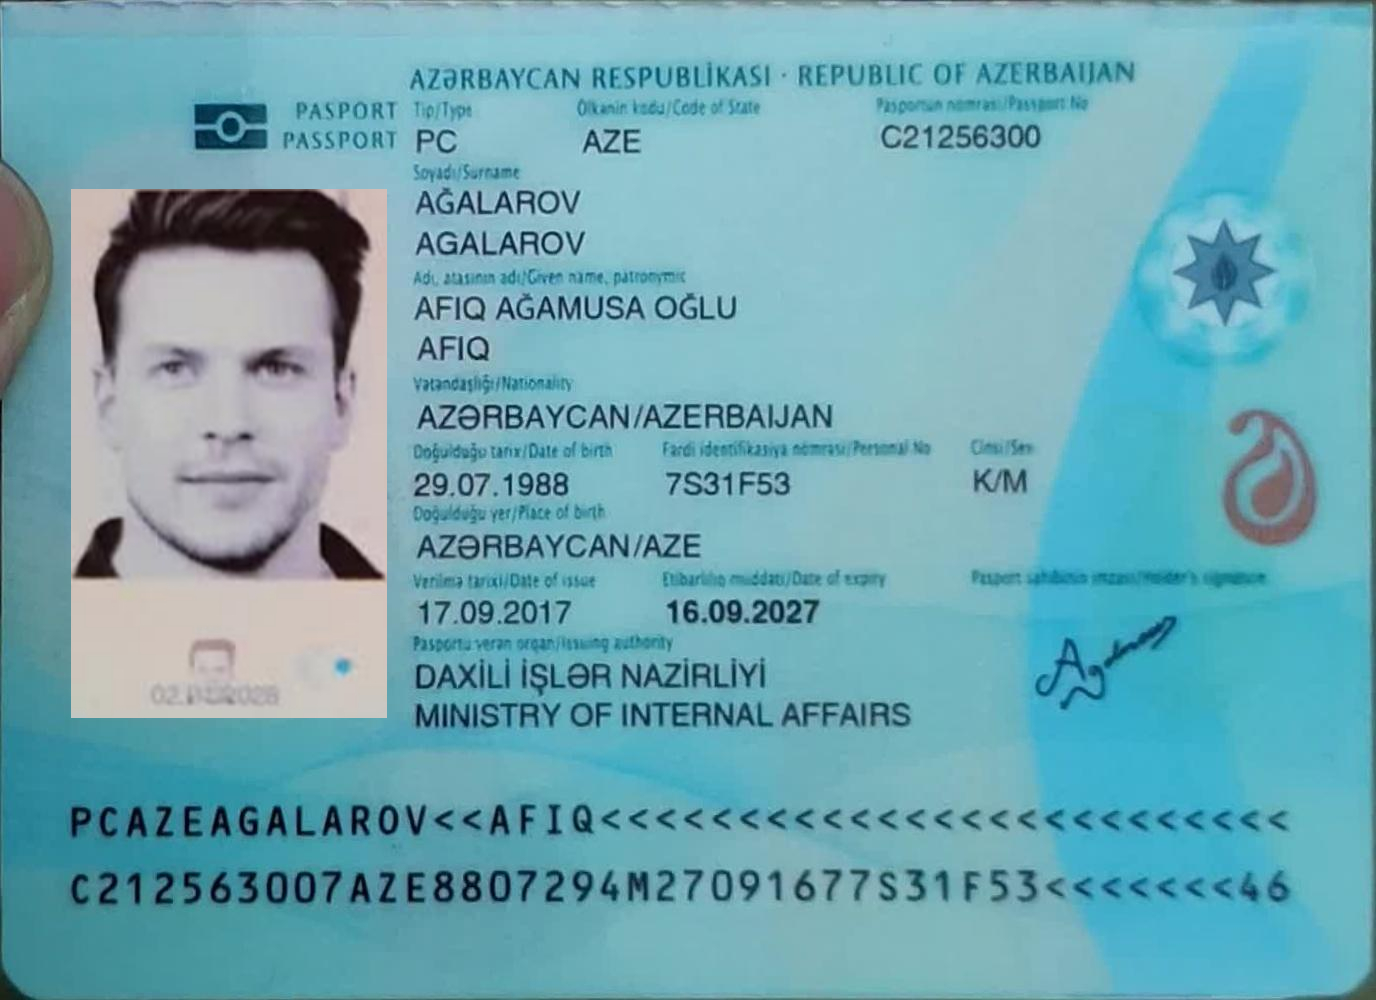 AZƏRBAYCAN RESPUBLİKASI · REPUBLIC OF AZERBAIJAN
PASPORT Tip/Type Ölkənin kodu/Code of State Pasportun nömrəsi/Passport No
PASSPORT PC AZE C21256300
Soyadı/Surname
AĞALAROV
AGALAROV
Adı, atasının adı/Given name, patronymic
AFIQ AĞAMUSA OĞLU
AFIQ
Vətəndaşlığı/Nationality
AZƏRBAYCAN/AZERBAIJAN
Doğulduğu tarix/Date of birth Fərdi identifikasiya nömrəsi/Personal No Cinsi/Sex
29.07.1988 7S31F53 K/M
Doğulduğu yer/Place of birth
AZƏRBAYCAN/AZE
Verilmə tarixi/Date of issue Etibarlılıq müddəti/Date of expiry Pasport sahibinin imzası/Holder's signature
17.09.2017 16.09.2027
Pasportu verən orqan/Issuing authority
DAXİLİ İŞLƏR NAZİRLİYİ
MINISTRY OF INTERNAL AFFAIRS
PCAZEAGALAROV<<AFIQ<<<<<<<<<<<<<<<<<<<<<<<<<
C212563007AZE8807294M27091677S31F53<<<<<<<46